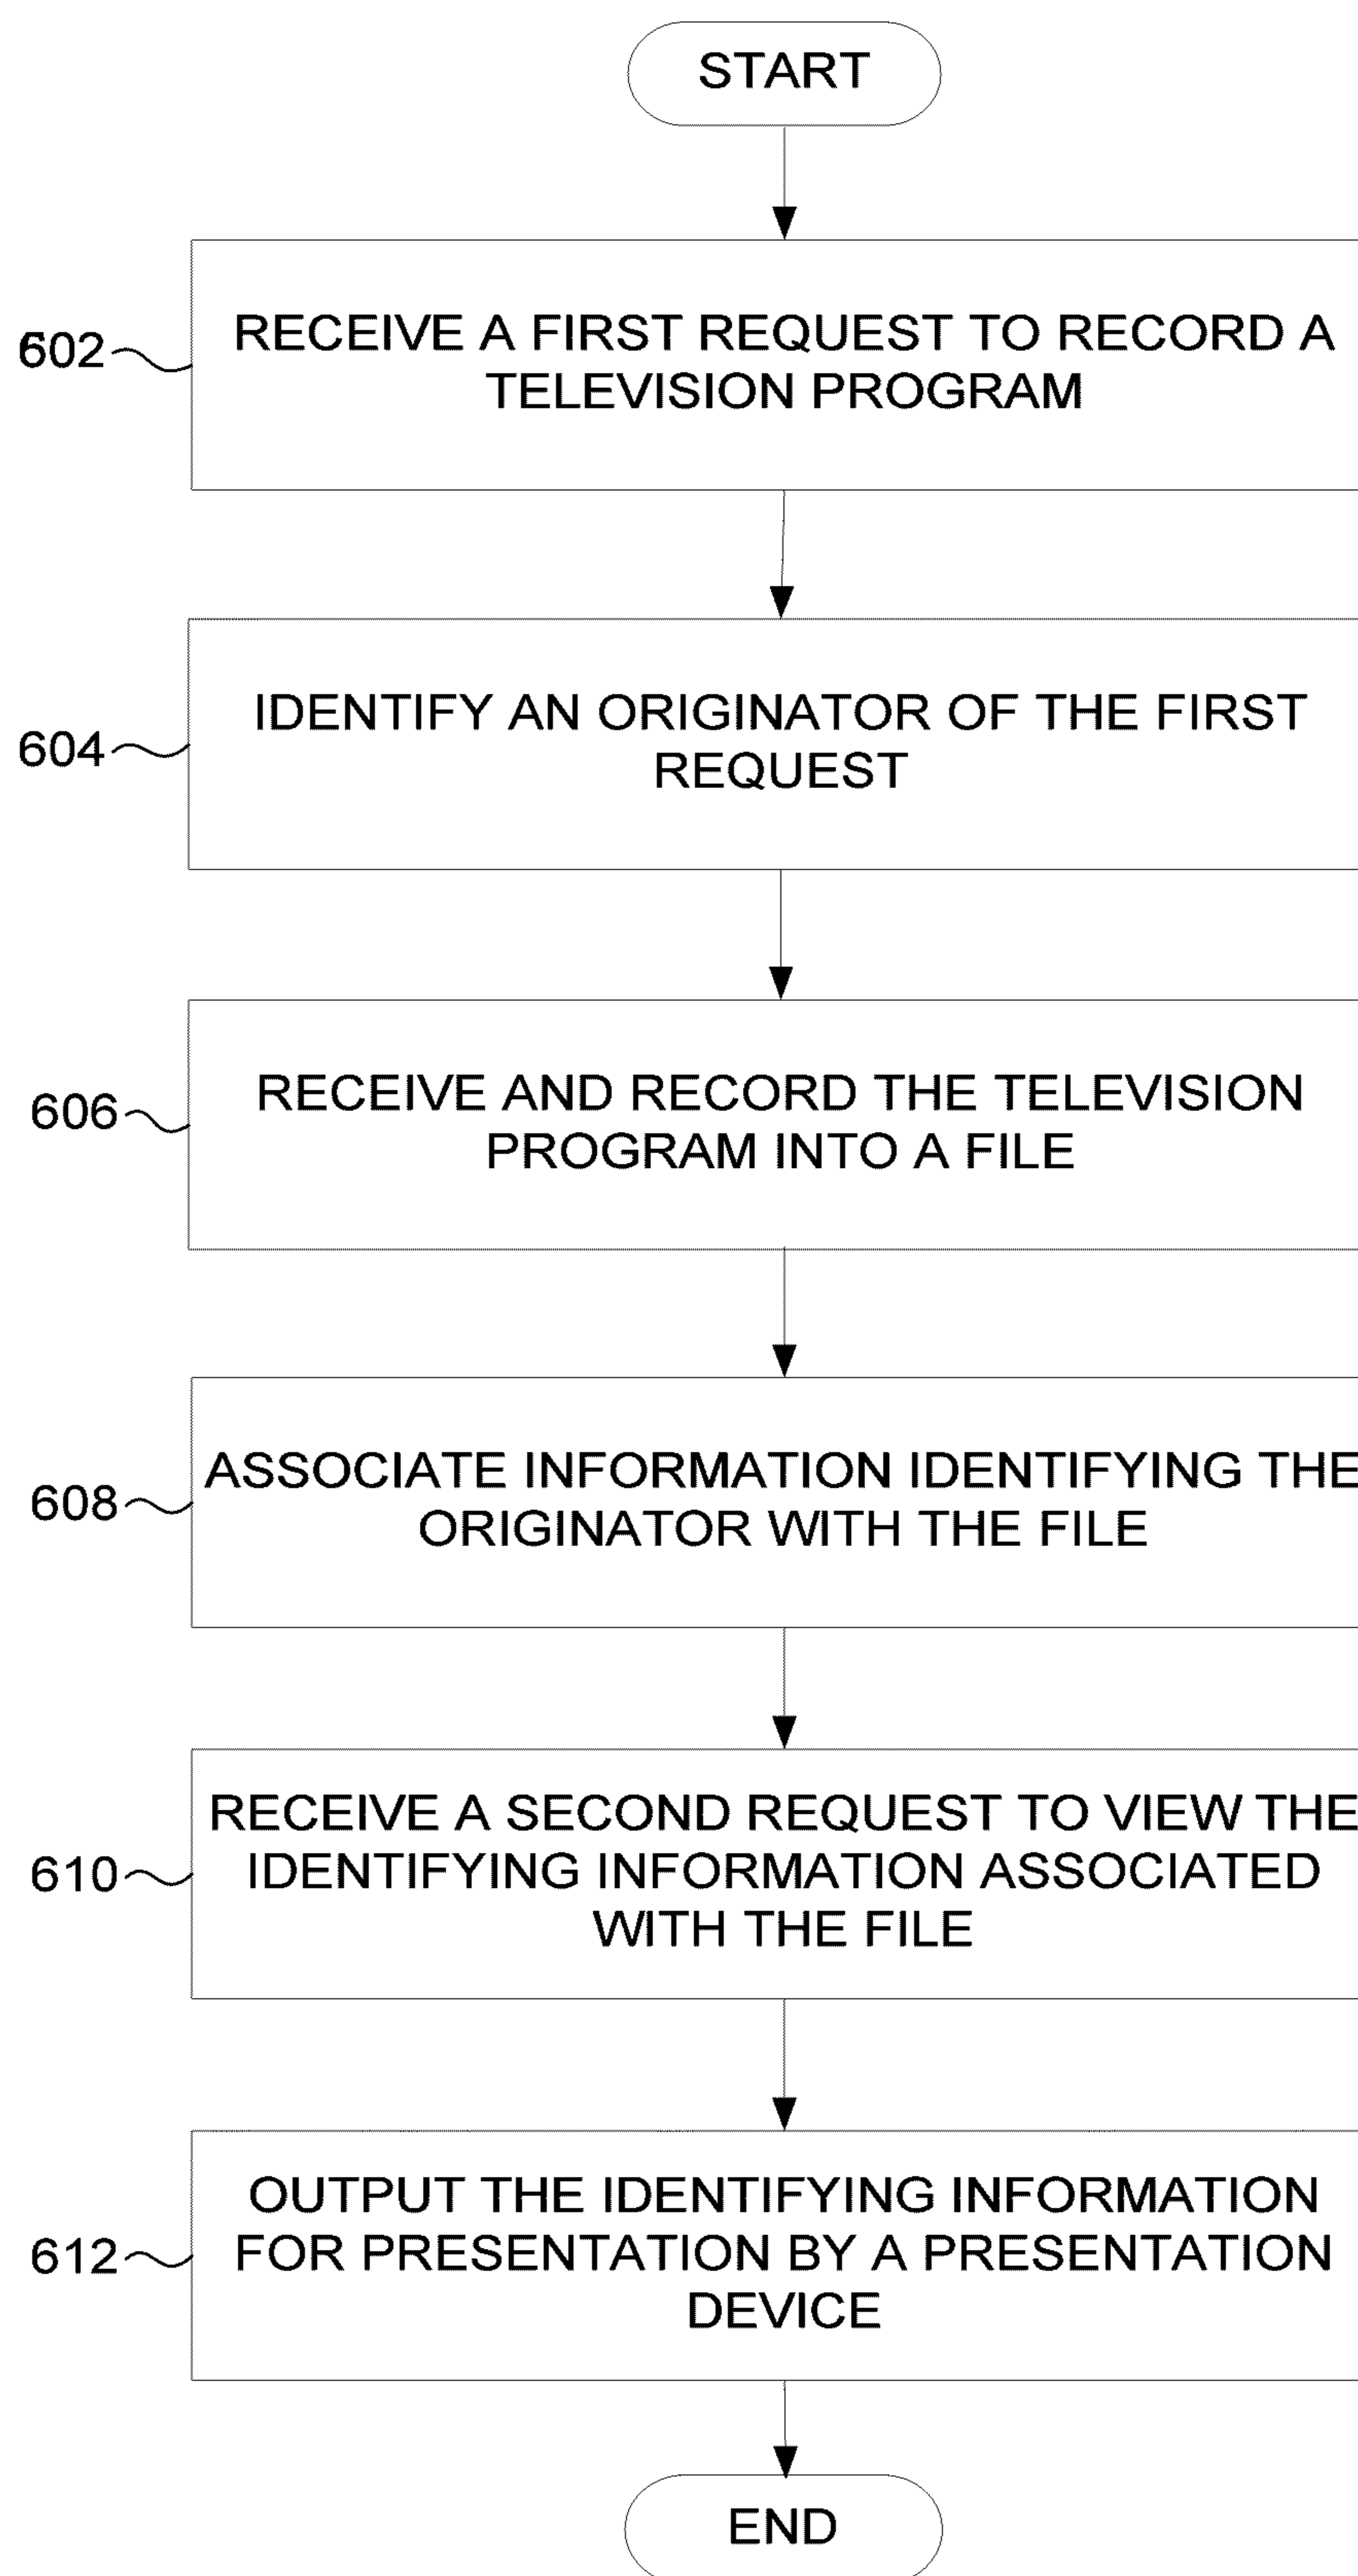 START
602
RECEIVE A FIRST REQUEST TO RECORD A
TELEVISION PROGRAM
604
IDENTIFY AN ORIGINATOR OF THE FIRST
REQUEST
606
RECEIVE AND RECORD THE TELEVISION
PROGRAM INTO A FILE
608
ASSOCIATE INFORMATION IDENTIFYING THE
ORIGINATOR WITH THE FILE
610
RECEIVE A SECOND REQUEST TO VIEW THE
IDENTIFYING INFORMATION ASSOCIATED
WITH THE FILE
612
OUTPUT THE IDENTIFYING INFORMATION
FOR PRESENTATION BY A PRESENTATION
DEVICE
END